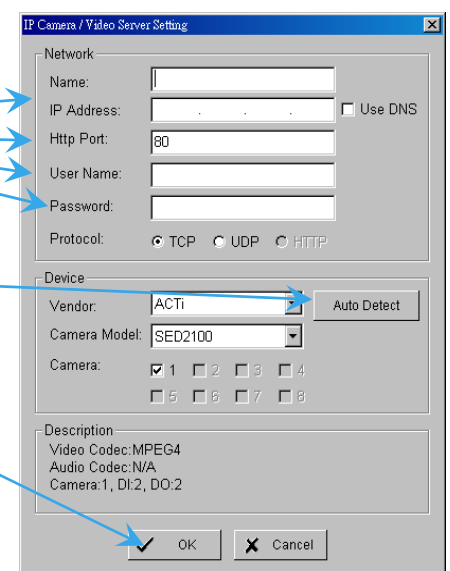 IP Camera / Video Server Setting
Network
Name:
IP Address: . . . Use DNS
Http Port: 80
User Name:
Password:
Protocol: TCP UDP HTTP
Device
Vendor: ACTi Auto Detect
Camera Model: SED2100
Camera: 1 2 3 4
5 6 7 8
Description
Video Codec:MPEG4
Audio Codec:N/A
Camera:1, DI:2, DO:2
OK Cancel